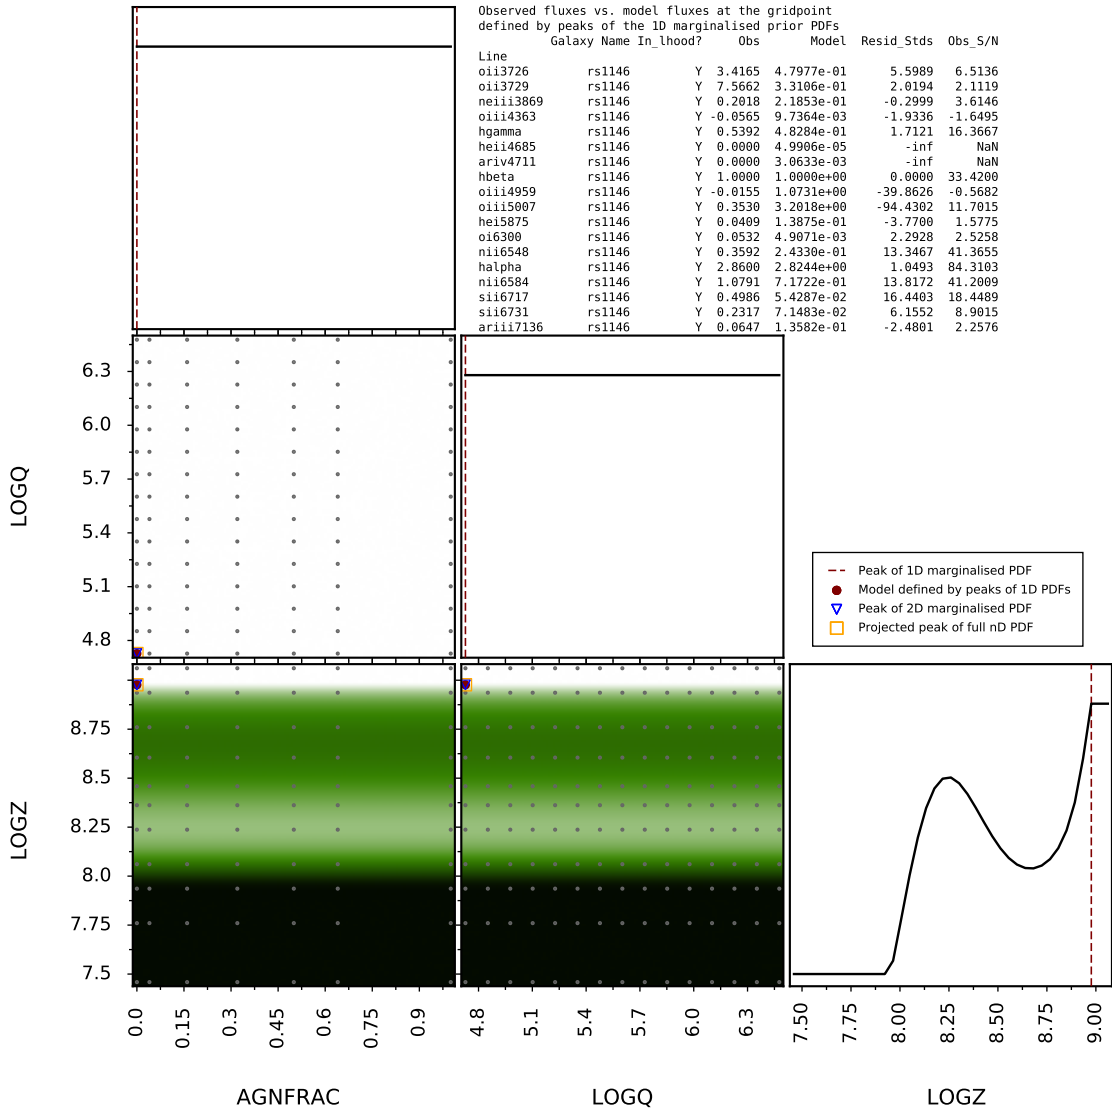 Observed fluxes vs. model fluxes at the gridpoint
defined by peaks of the 1D marginalised prior PDFs
Galaxy Name In_lhood? Obs Model Resid_Stds Obs_S/N
Line
oii3726 rs1146 Y 3.4165 4.7977e-01 5.5989 6.5136
oii3729 rs1146 Y 7.5662 3.3106e-01 2.0194 2.1119
neiii3869 rs1146 Y 0.2018 2.1853e-01 -0.2999 3.6146
oiii4363 rs1146 Y -0.0565 9.7364e-03 -1.9336 -1.6495
hgamma rs1146 Y 0.5392 4.8284e-01 1.7121 16.3667
heii4685 rs1146 Y 0.0000 4.9906e-05 -inf NaN
ariv4711 rs1146 Y 0.0000 3.0633e-03 -inf NaN
hbeta rs1146 Y 1.0000 1.0000e+00 0.0000 33.4200
oiii4959 rs1146 Y -0.0155 1.0731e+00 -39.8626 -0.5682
oiii5007 rs1146 Y 0.3530 3.2018e+00 -94.4302 11.7015
hei5875 rs1146 Y 0.0409 1.3875e-01 -3.7700 1.5775
oi6300 rs1146 Y 0.0532 4.9071e-03 2.2928 2.5258
nii6548 rs1146 Y 0.3592 2.4330e-01 13.3467 41.3655
halpha rs1146 Y 2.8600 2.8244e+00 1.0493 84.3103
nii6584 rs1146 Y 1.0791 7.1722e-01 13.8172 41.2009
sii6717 rs1146 Y 0.4986 5.4287e-02 16.4403 18.4489
sii6731 rs1146 Y 0.2317 7.1483e-02 6.1552 8.9015
ariii7136 rs1146 Y 0.0647 1.3582e-01 -2.4801 2.2576
LOGQ
6.3
6.0
5.7
5.4
5.1
4.8
Peak of 1D marginalised PDF
Model defined by peaks of 1D PDFs
Peak of 2D marginalised PDF
Projected peak of full nD PDF
LOGZ
8.75
8.5
8.25
8.0
7.75
7.5
0.0 0.15 0.3 0.45 0.6 0.75 0.9
4.8 5.1 5.4 5.7 6.0 6.3
7.50 7.75 8.00 8.25 8.50 8.75 9.00
AGNFRAC LOGQ LOGZ